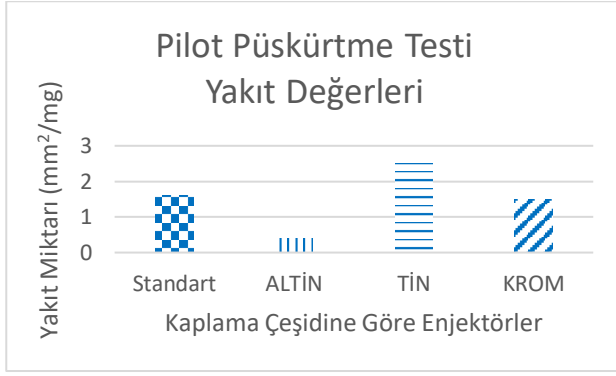 Pilot Püskürtme Testi
Yakıt Değerleri
Yakıt Miktarı (mm²/mg)
3
2
1
0
Standart ALTİN TİN KROM
Kaplama Çeşidine Göre Enjektörler